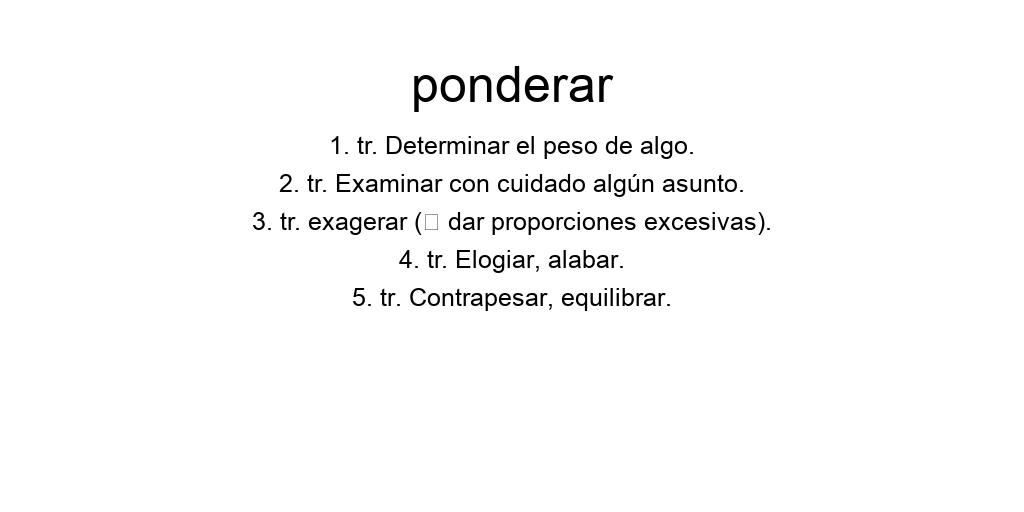 ponderar
1. tr. Determinar el peso de algo.
2. tr. Examinar con cuidado algún asunto.
3. tr. exagerar (□ dar proporciones excesivas).
4. tr. Elogiar, alabar.
5. tr. Contrapesar, equilibrar.